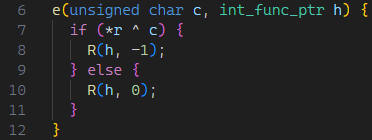 6 e(unsigned char c, int_func_ptr h) {
7   if (*r ^ c) {
8     R(h, -1);
9   } else {
10     R(h, 0);
11   }
12 }